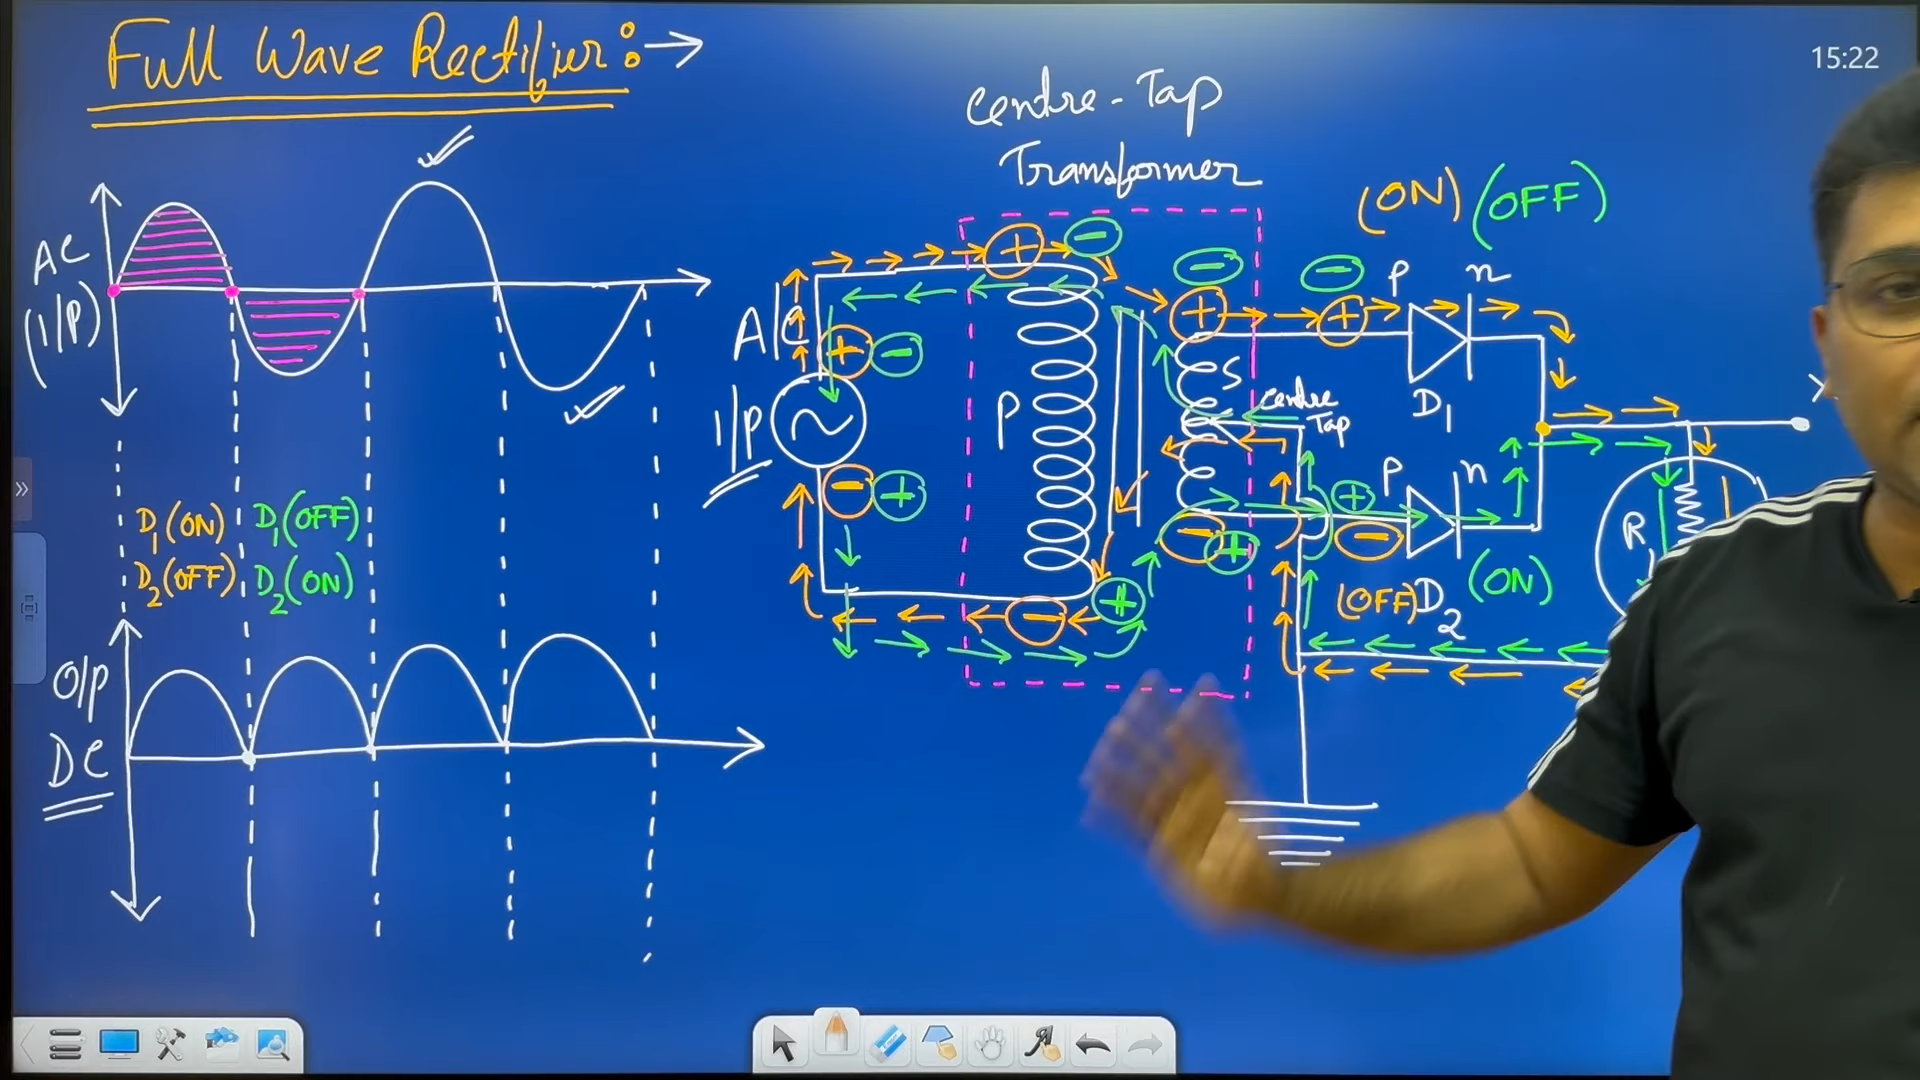 Full Wave Rectifier :→
15:22
Centre-Tap
Transformer
(ON) (OFF)
AC
(I/P)
A/C
I/P
P
S
Centre
Tap
P n
D1
P n
(OFF) D2 (ON)
R
D1(ON) D1(OFF)
D2(OFF) D2(ON)
O/p
DC